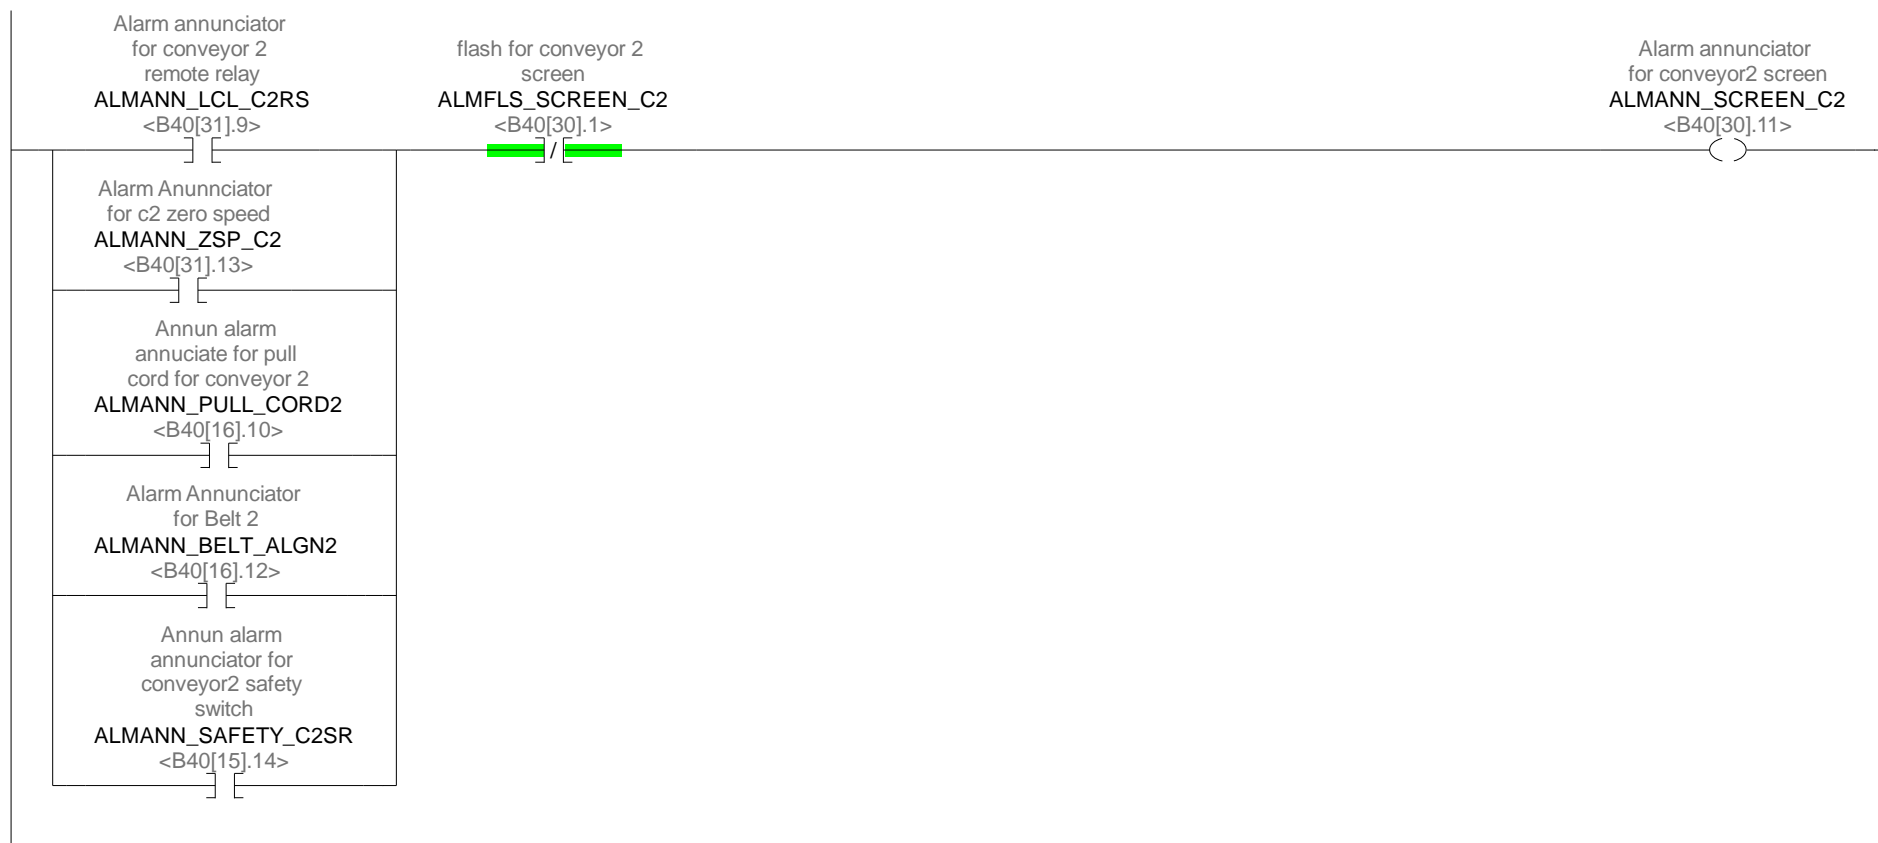 Alarm annunciator
for conveyor 2
remote relay
ALMANN_LCL_C2RS
<B40[31].9>
flash for conveyor 2
screen
ALMFLS_SCREEN_C2
<B40[30].1>
/
Alarm annunciator
for conveyor2 screen
ALMANN_SCREEN_C2
<B40[30].11>
Alarm Anunnciator
for c2 zero speed
ALMANN_ZSP_C2
<B40[31].13>
Annun alarm
annuciate for pull
cord for conveyor 2
ALMANN_PULL_CORD2
<B40[16].10>
Alarm Annunciator
for Belt 2
ALMANN_BELT_ALGN2
<B40[16].12>
Annun alarm
annunciator for
conveyor2 safety
switch
ALMANN_SAFETY_C2SR
<B40[15].14>